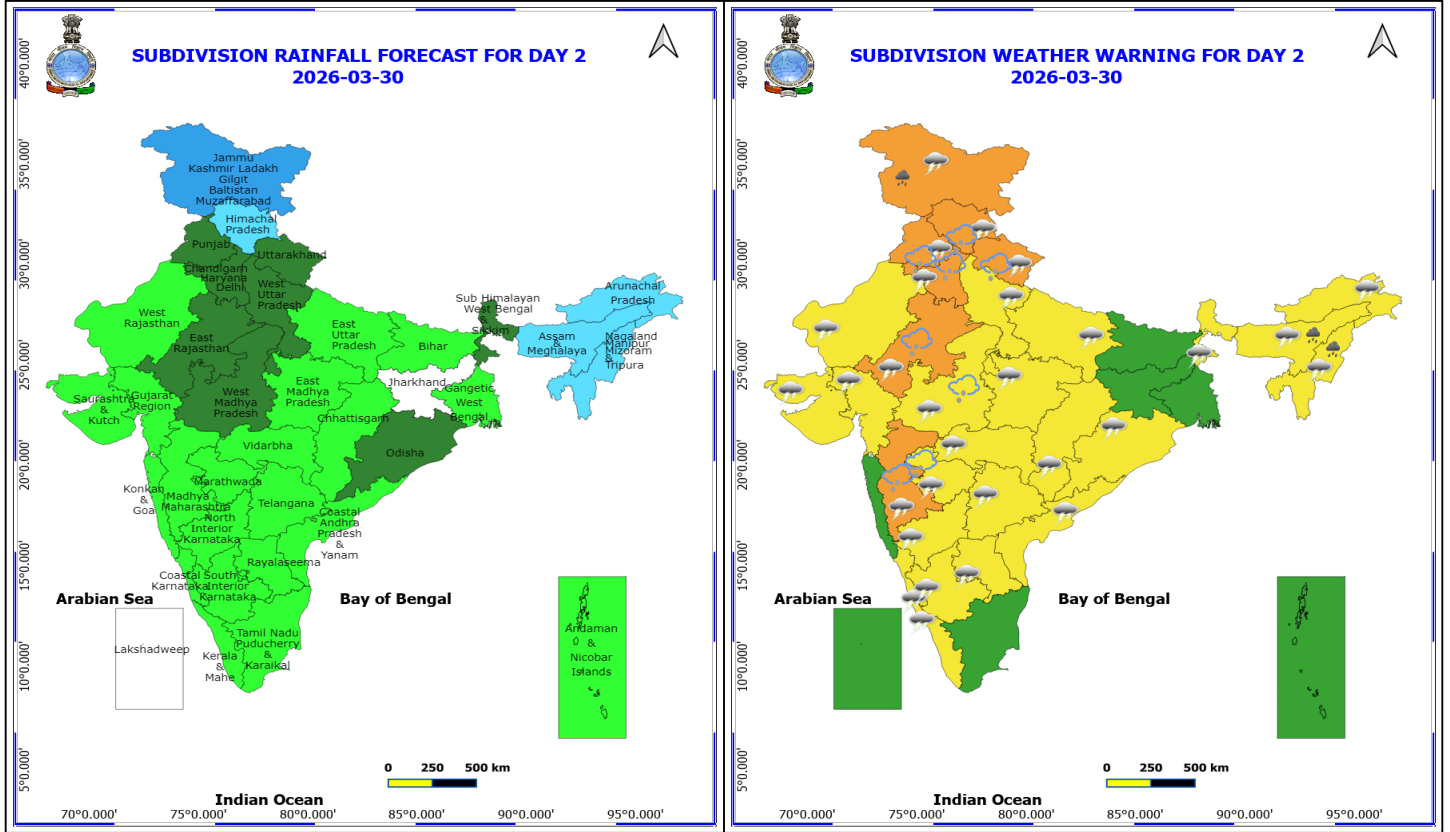 SUBDIVISION RAINFALL FORECAST FOR DAY 2
2026-03-30
40°0.000'
35°0.000'
30°0.000'
25°0.000'
20°0.000'
15°0.000'
10°0.000'
5°0.000'
Jammu
Kashmir Ladakh
Gilgit
Baltistan
Muzaffarabad
Himachal
Pradesh
Punjab
Uttarakhand
Chandigarh
Haryana
Delhi
West
Uttar
Pradesh
West
Rajasthan
East
Rajasthan
East
Uttar
Pradesh
Bihar
Sub Himalayan
West Bengal
&
Sikkim
Arunachal
Pradesh
Assam
&
Meghalaya
Nagaland
Manipur
Mizoram
&
Tripura
Jharkhand
Gangetic
West
Bengal
Saurashtra
&
Kutch
Gujarat
Region
West
Madhya
Pradesh
East
Madhya
Pradesh
Chhattisgarh
Odisha
Vidarbha
Konkan
&
Goa
Marathwada
Madhya
Maharashtra
Telangana
North
Interior
Karnataka
Coastal
Andhra
Pradesh
&
Yanam
Rayalaseema
Coastal
Karnataka
South
Interior
Karnataka
Arabian Sea
Bay of Bengal
Lakshadweep
Kerala
&
Mahe
Tamil Nadu
Puducherry
&
Karaikal
Andaman
&
Nicobar
Islands
0 250 500 km
Indian Ocean
70°0.000' 75°0.000' 80°0.000' 85°0.000' 90°0.000' 95°0.000'
SUBDIVISION WEATHER WARNING FOR DAY 2
2026-03-30
40°0.000'
35°0.000'
30°0.000'
25°0.000'
20°0.000'
15°0.000'
10°0.000'
5°0.000'
Arabian Sea
Bay of Bengal
0 250 500 km
Indian Ocean
70°0.000' 75°0.000' 80°0.000' 85°0.000' 90°0.000' 95°0.000'